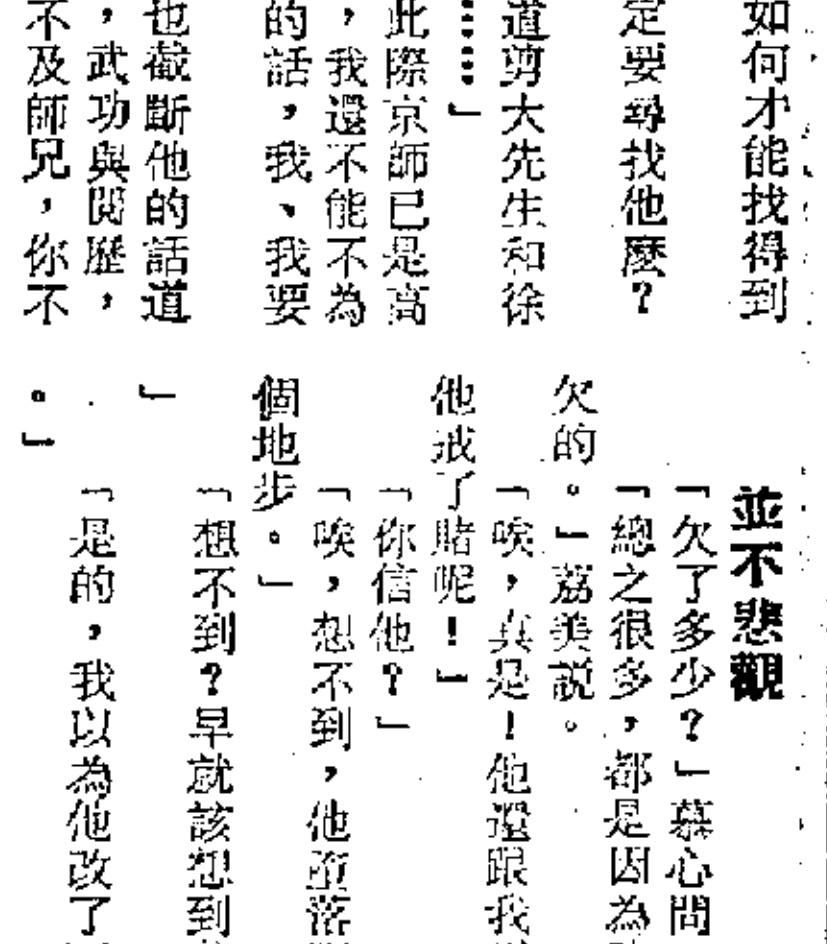 如何才能找得到
定要尋找他麼?
道剪大先生和徐
……」
此際京師已是高
,我還不能不為
的話,我、我要
也截斷他的話道
,武功與閱歷,
不及師兄,你不
並不悲觀
「欠了多少?」慕心問
「總之很多,都是因為
欠的。」荔美説。
「唉,真是!他還跟我
他戒了賭呢!」
「你信他?」
「唉,想不到,他墮落
個地步。」
「想不到?早就該想到
」
「是的,我以為他改了
。」